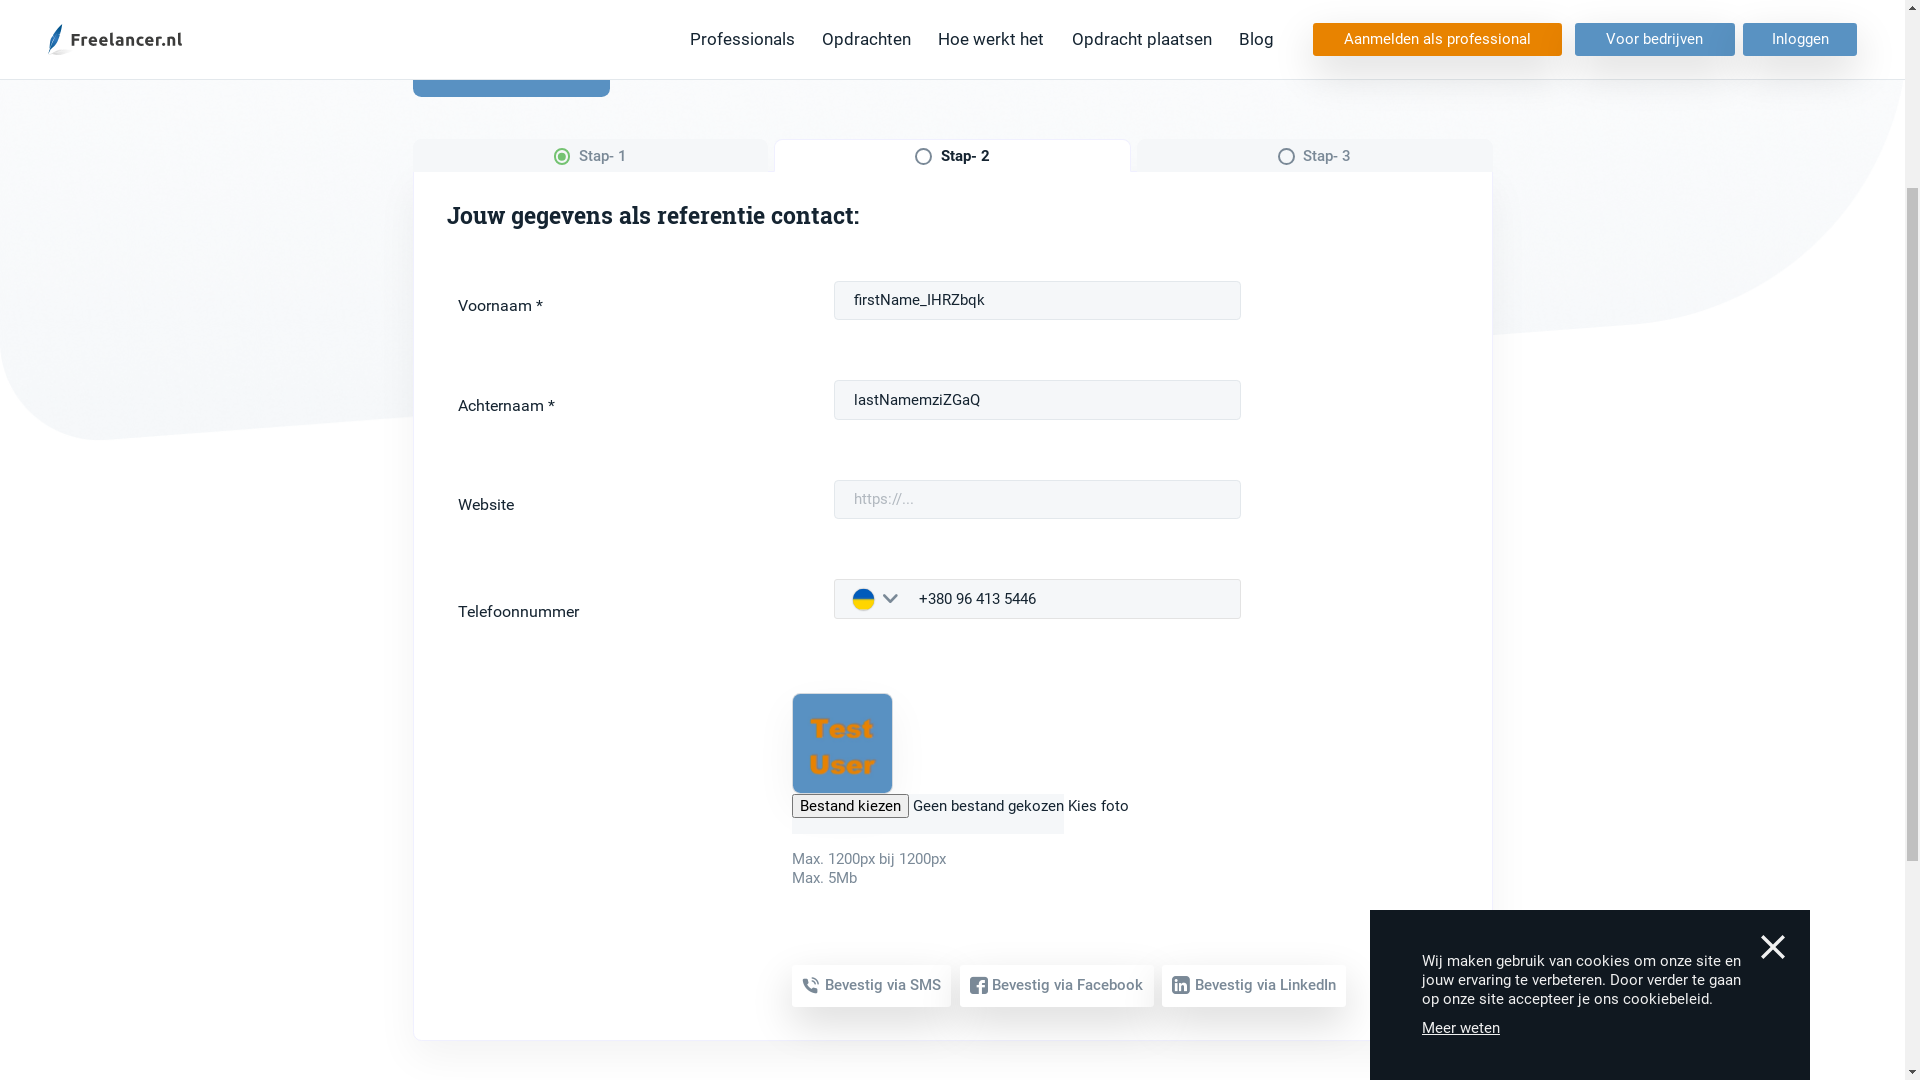 Freelancer.nl
Professionals Opdrachten Hoe werkt het Opdracht plaatsen Blog Aanmelden als professional Voor bedrijven Inloggen
Stap- 1 Stap- 2 Stap- 3
Jouw gegevens als referentie contact:
Voornaam * firstName_IHRZbqk
Achternaam * lastNamemziZGaQ
Website https://...
Telefoonnummer +380 96 413 5446
Test
User
Bestand kiezen Geen bestand gekozen Kies foto
Max. 1200px bij 1200px
Max. 5Mb
Bevestig via SMS Bevestig via Facebook Bevestig via LinkedIn
Wij maken gebruik van cookies om onze site en
jouw ervaring te verbeteren. Door verder te gaan
op onze site accepteer je ons cookiebeleid.
Meer weten